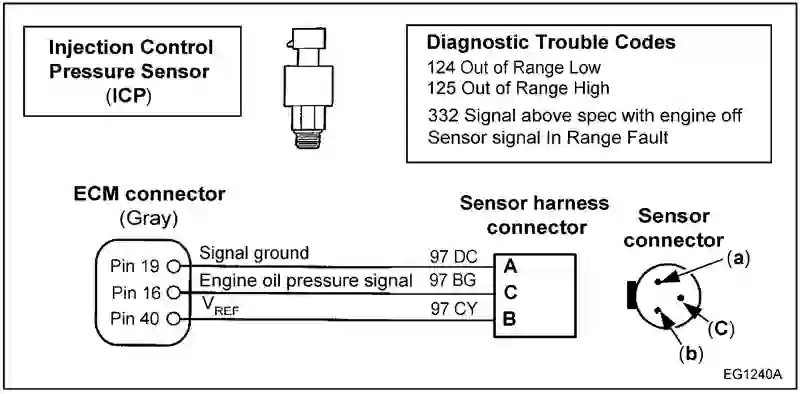 Injection Control
Pressure Sensor
(ICP)
Diagnostic Trouble Codes
124 Out of Range Low
125 Out of Range High
332 Signal above spec with engine off
Sensor signal In Range Fault
ECM connector
(Gray)
Sensor harness
connector
Sensor
connector
Pin 19 Signal ground 97 DC A
Pin 16 Engine oil pressure signal 97 BG C
Pin 40 VREF 97 CY B
(a)
(C)
(b)
EG1240A